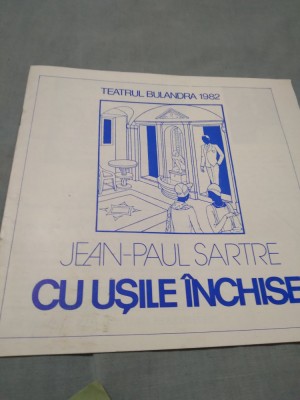 TEATRUL BULANDRA 1982
JEAN-PAUL SARTRE
CU UȘILE ÎNCHISE